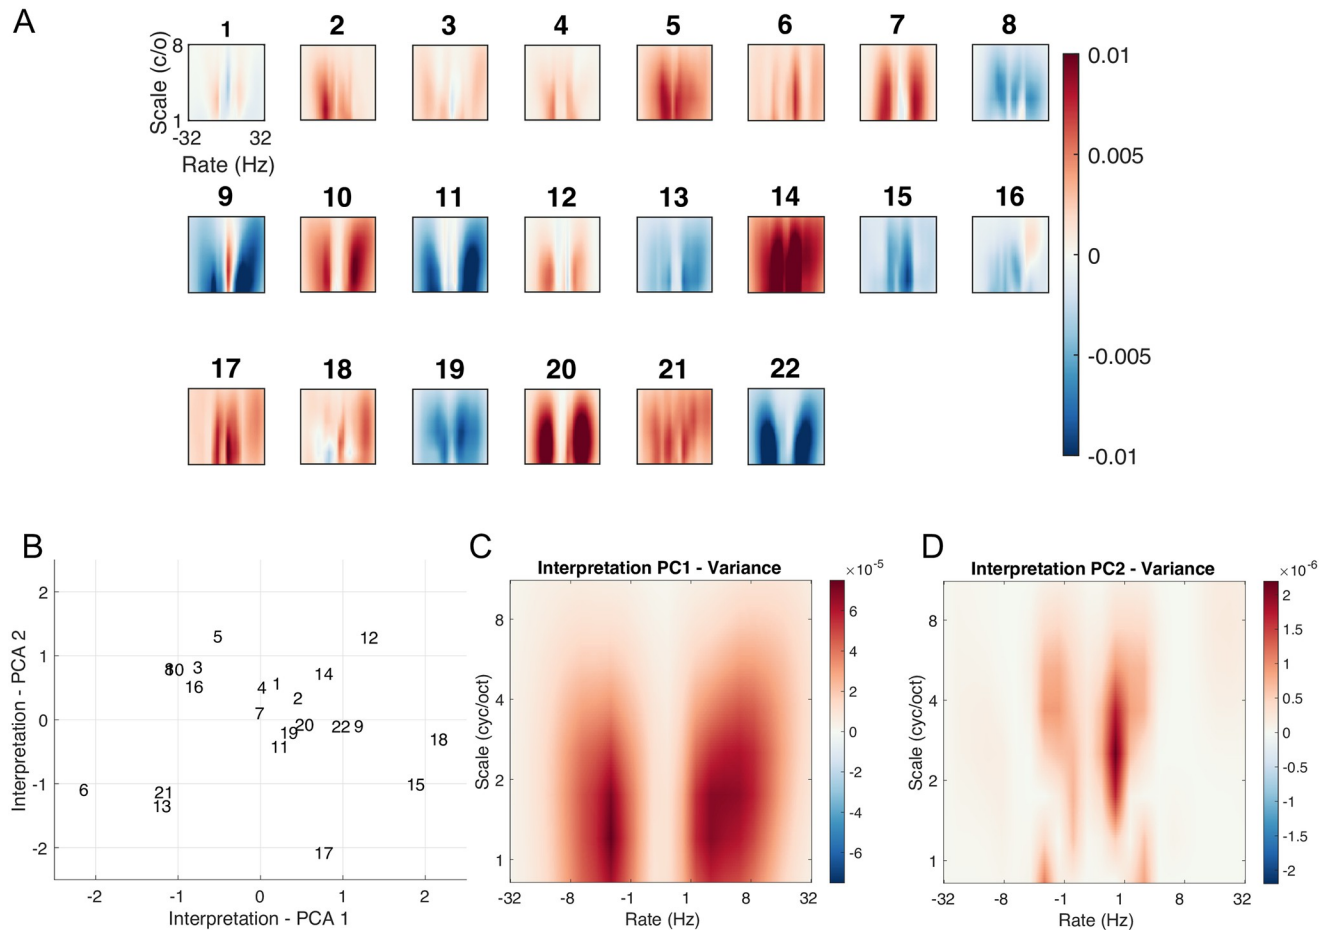 A
1 2 3 4 5 6 7 8
Scale (c/o)
8
1
-32 32
Rate (Hz)
0.01
0.005
0
-0.005
-0.01
9 10 11 12 13 14 15 16
17 18 19 20 21 22
B
Interpretation - PCA 2
2
1
0
-1
-2
5 12
8 10 3
14
16 4 1
2
7
20 22 9
19
18
11
15
6 21
13
17
-2 -1 0 1 2
Interpretation - PCA 1
C
Interpretation PC1 - Variance
×10-5
Scale (cyc/oct)
8
4
2
1
-32 -8 -1 1 8 32
Rate (Hz)
6
4
2
0
-2
-4
-6
D
Interpretation PC2 - Variance
×10-6
Scale (cyc/oct)
8
4
2
1
-32 -8 -1 1 8 32
Rate (Hz)
2
1.5
1
0.5
0
-0.5
-1
-1.5
-2